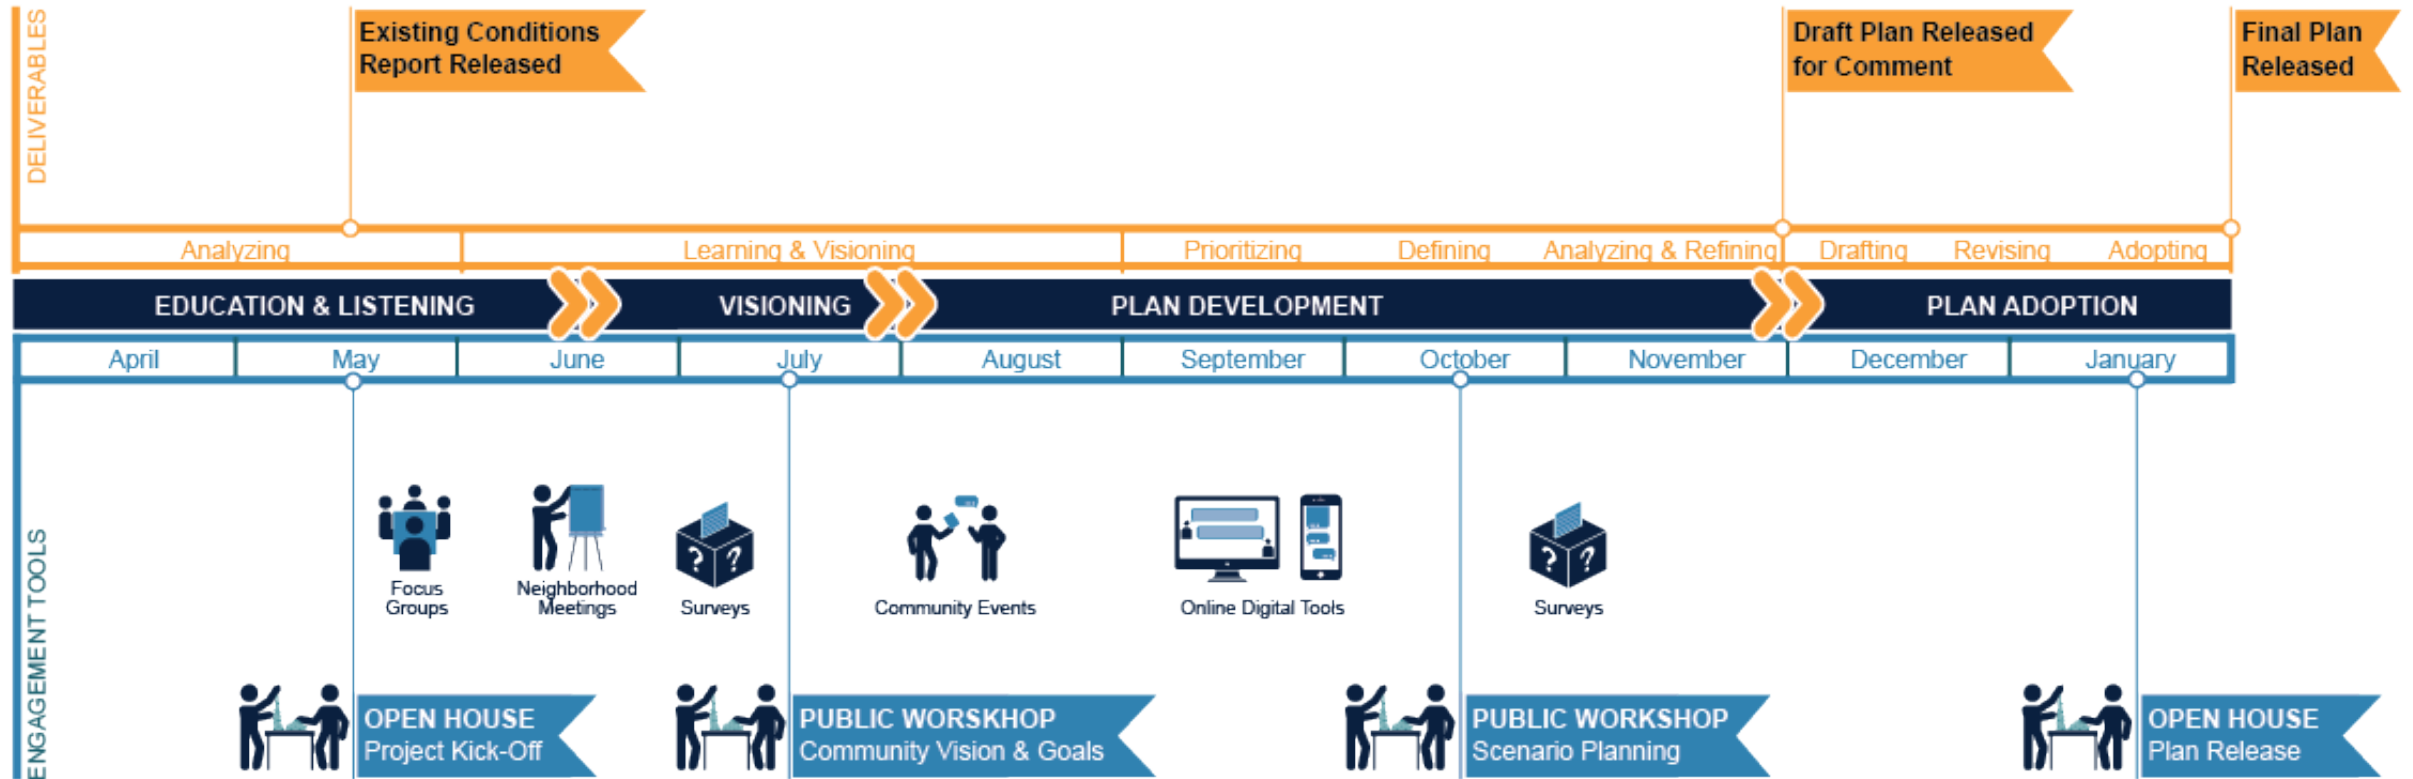 DELIVERABLES
Existing Conditions
Report Released
Draft Plan Released
for Comment
Final Plan
Released
Analyzing
Learning & Visioning
Prioritizing
Defining
Analyzing & Refining
Drafting
Revising
Adopting
EDUCATION & LISTENING
VISIONING
PLAN DEVELOPMENT
PLAN ADOPTION
April
May
June
July
August
September
October
November
December
January
ENGAGEMENT TOOLS
Focus
Groups
Neighborhood
Meetings
? ?
Surveys
Community Events
Online Digital Tools
? ?
Surveys
OPEN HOUSE
Project Kick-Off
PUBLIC WORSKHOP
Community Vision & Goals
PUBLIC WORKSHOP
Scenario Planning
OPEN HOUSE
Plan Release